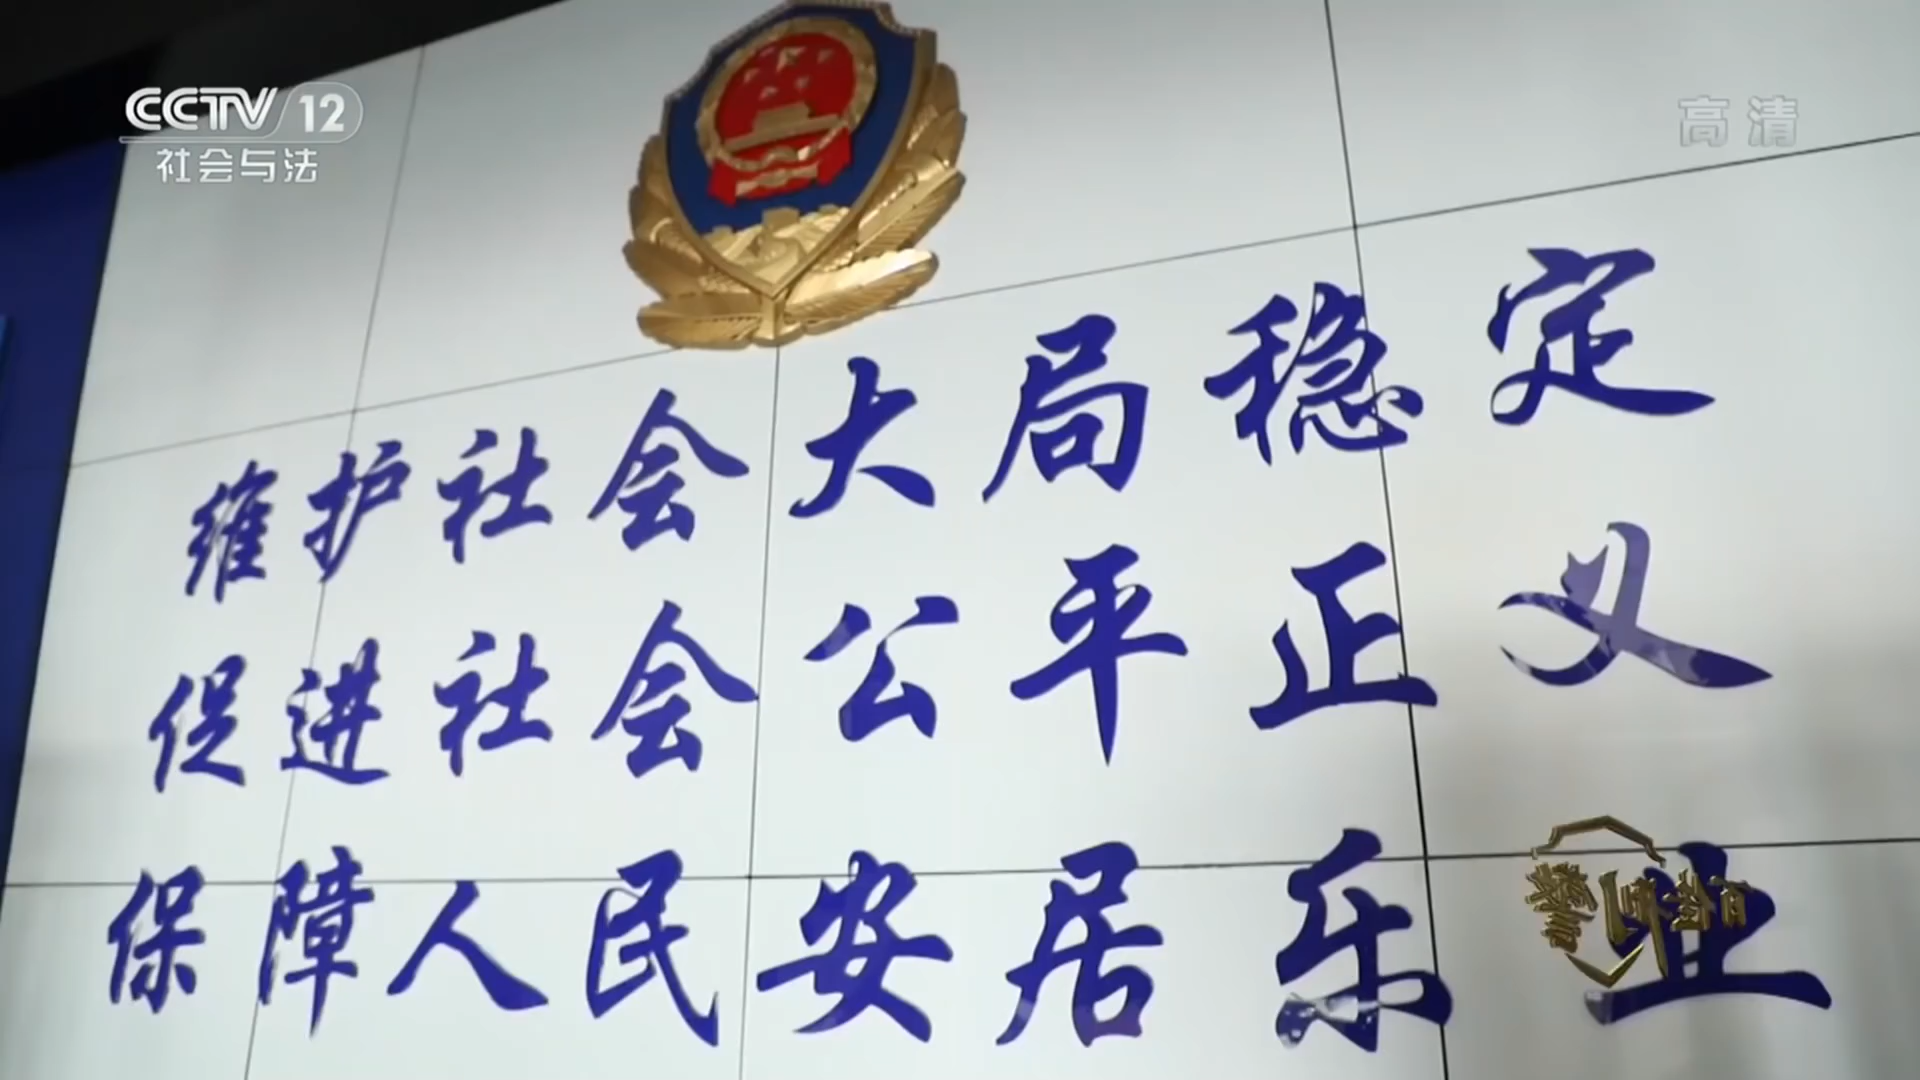 CCTV 12
社会与法
高清
维护社会大局稳定
促进社会公平正义
保障人民安居乐业